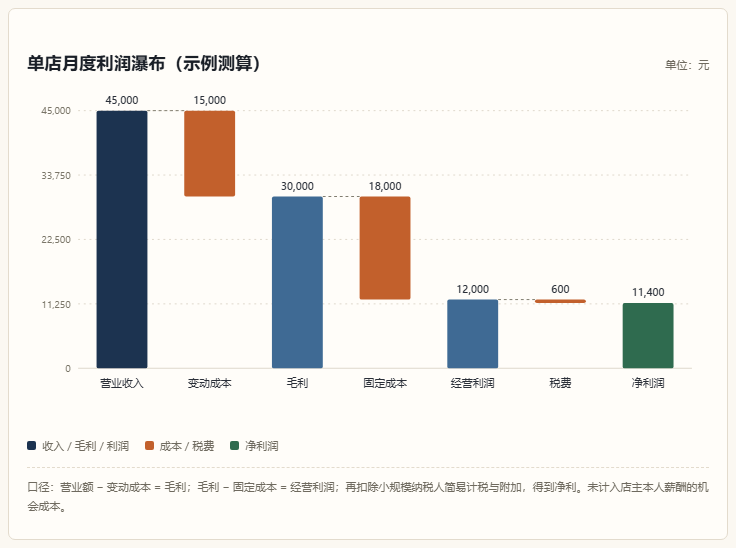 单店月度利润瀑布（示例测算）
单位：元
45,000
15,000
45,000
33,750
30,000
18,000
22,500
12,000
600
11,400
11,250
0
营业收入
变动成本
毛利
固定成本
经营利润
税费
净利润
收入 / 毛利 / 利润
成本 / 税费
净利润
口径：营业额 − 变动成本 = 毛利；毛利 − 固定成本 = 经营利润；再扣除小规模纳税人简易计税与附加，得到净利。未计入店主本人薪酬的机
会成本。